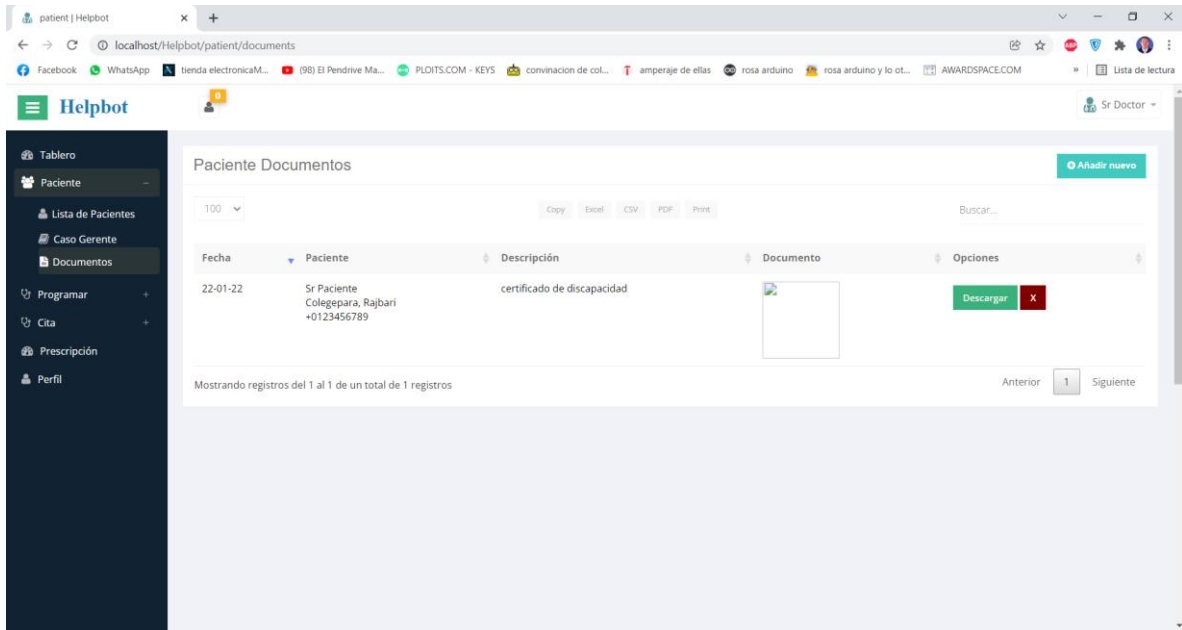 patient | Helpbot
localhost/Helpbot/patient/documents
Facebook WhatsApp tienda electronicaM... (98) El Pendrive Ma... PLOITS.COM - KEYS convinacion de col... amperaje de ellas rosa arduino rosa arduino y lo ot... AWARDSPACE.COM » Lista de lectura
Helpbot 0 Sr Doctor
Tablero
Paciente
Lista de Pacientes
Caso Gerente
Documentos
Programar
Cita
Prescripción
Perfil
Paciente Documentos Añadir nuevo
100 Copy Excel CSV PDF Print Buscar...
Fecha Paciente Descripción Documento Opciones
22-01-22 Sr Paciente certificado de discapacidad Descargar X
Colegepara, Rajbari
+0123456789
Mostrando registros del 1 al 1 de un total de 1 registros Anterior 1 Siguiente